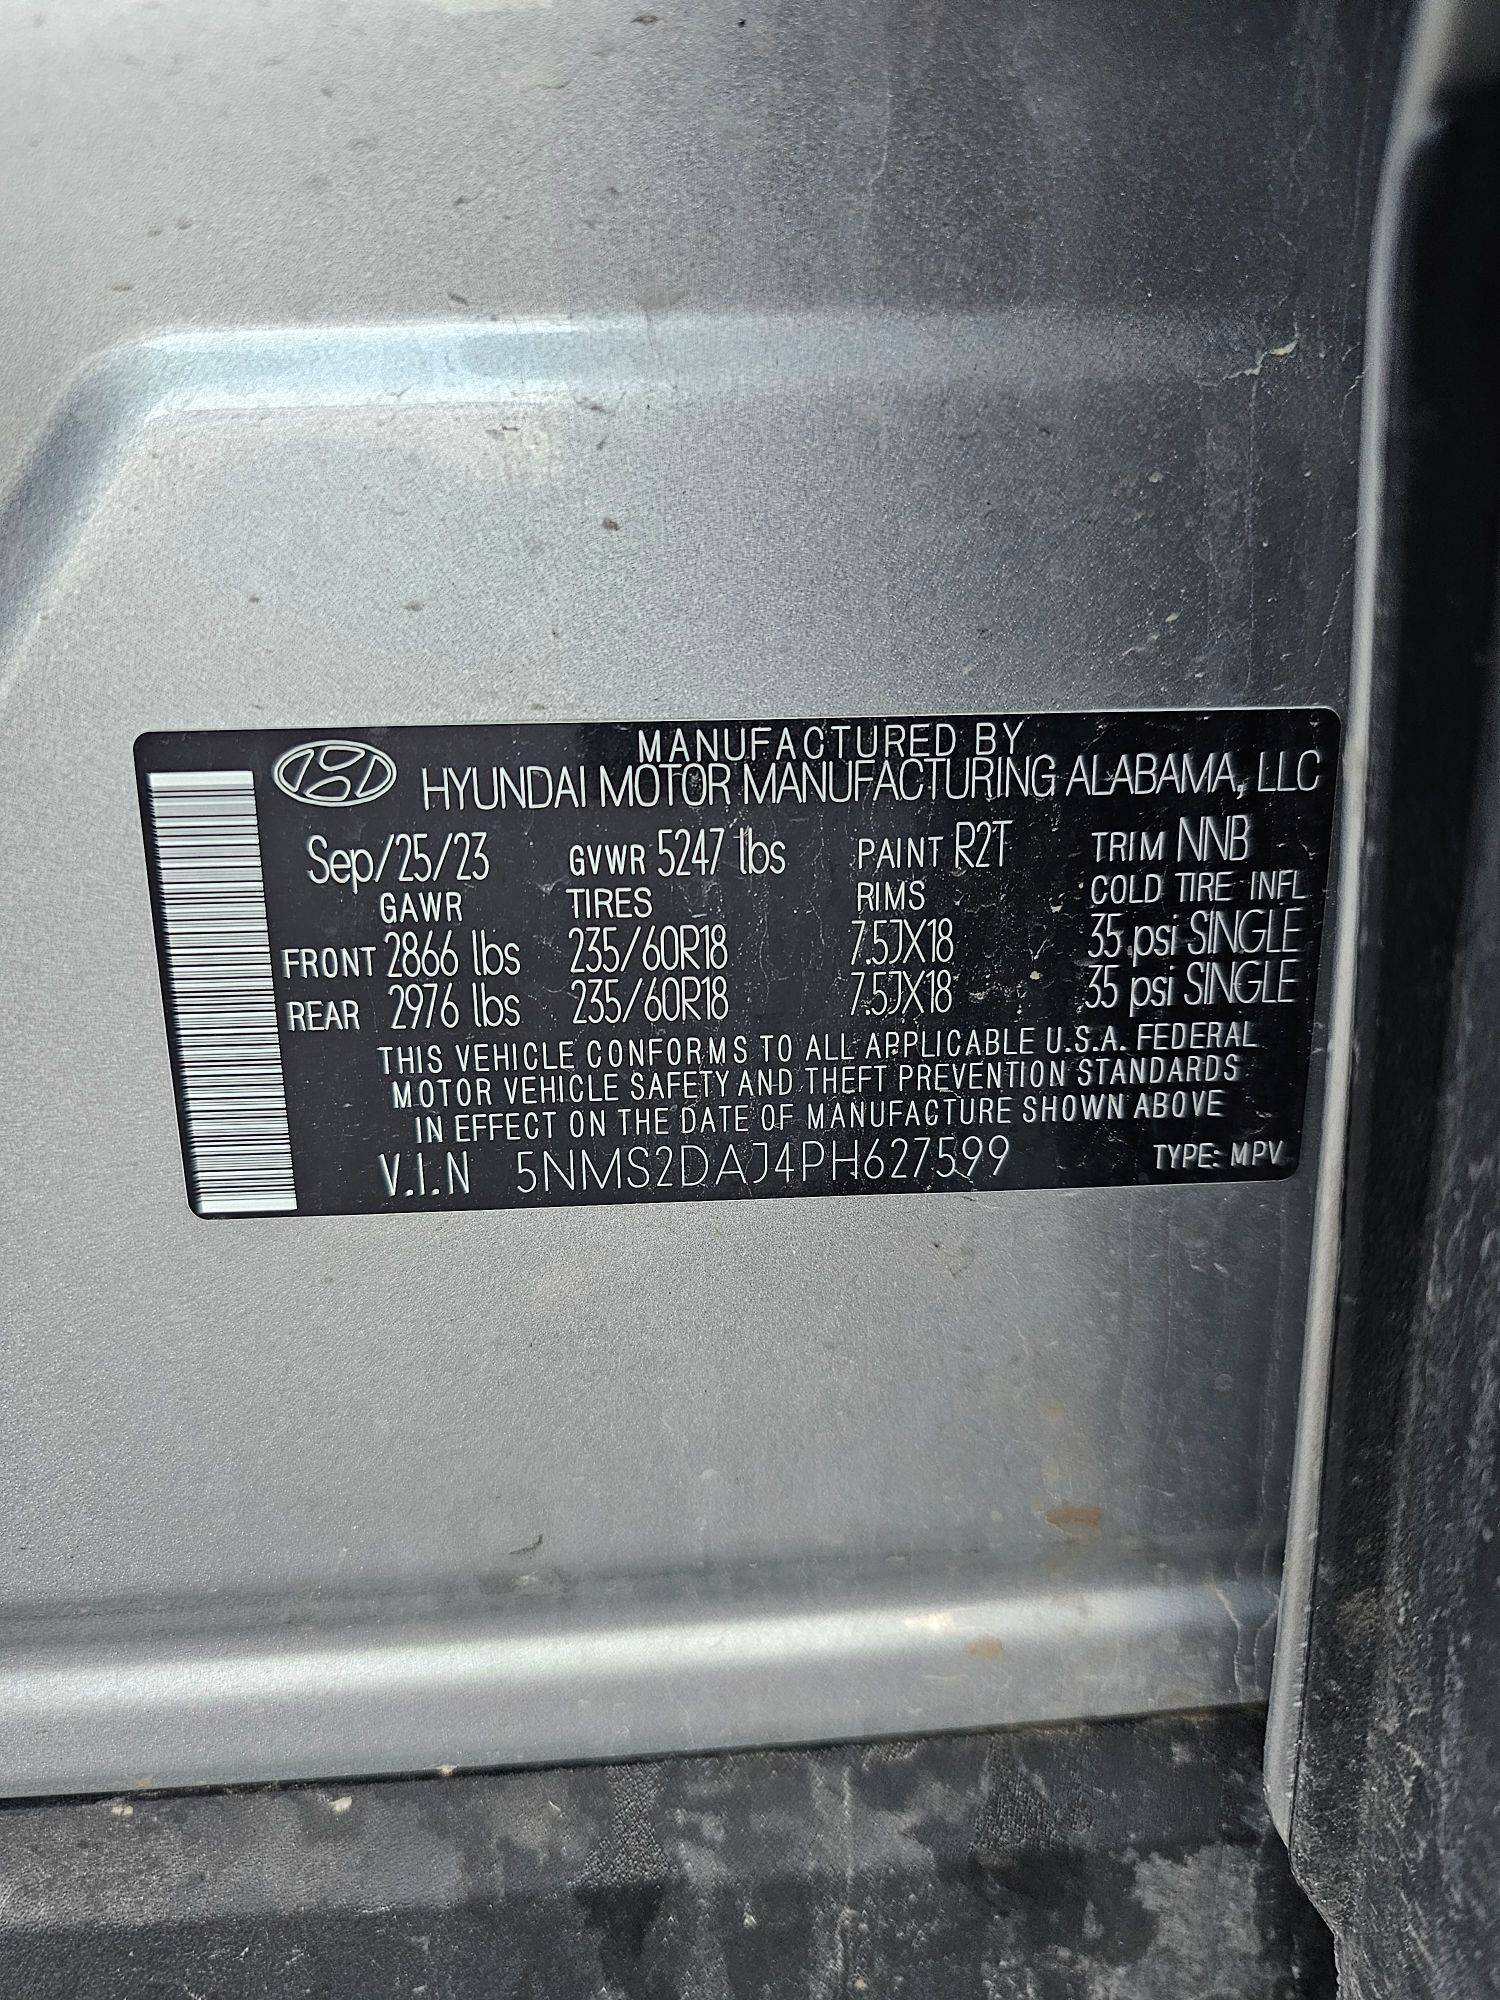 MANUFACTURED BY
HYUNDAI MOTOR MANUFACTURING ALABAMA, LLC
Sep/25/23 GVWR 5247 lbs PAINT R2T TRIM NNB
GAWR TIRES RIMS COLD TIRE INFL
FRONT 2866 lbs 235/60R18 7.5JX18 35 psi SINGLE
REAR 2976 lbs 235/60R18 7.5JX18 35 psi SINGLE
THIS VEHICLE CONFORMS TO ALL APPLICABLE U.S.A. FEDERAL
MOTOR VEHICLE SAFETY AND THEFT PREVENTION STANDARDS
IN EFFECT ON THE DATE OF MANUFACTURE SHOWN ABOVE
V.I.N 5NMS2DAJ4PH627599 TYPE: MPV